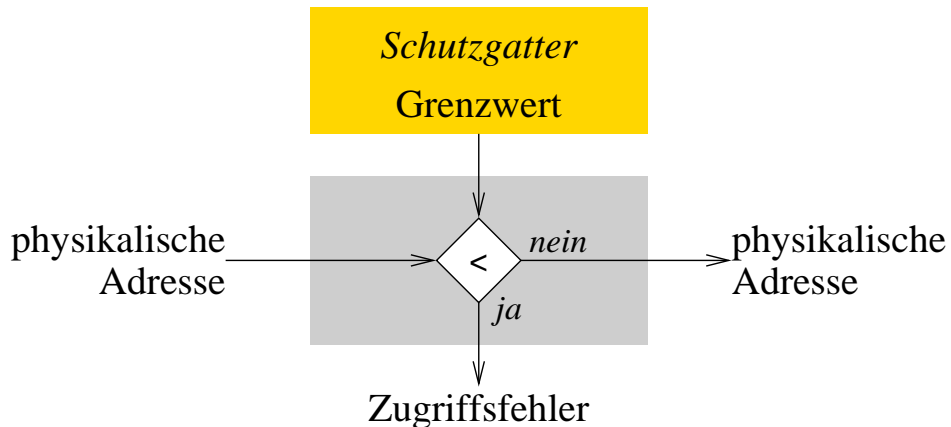 Schutzgatter
Grenzwert
physikalische
Adresse
<
nein
ja
physikalische
Adresse
Zugriffsfehler